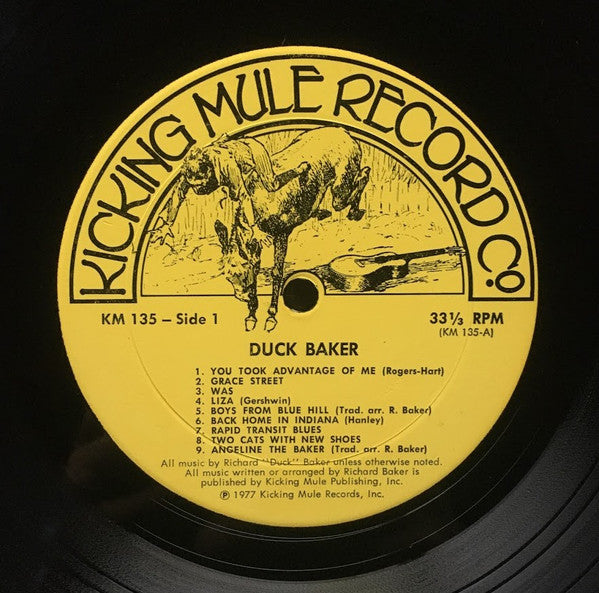 KICKING MULE RECORD Co.
KM 135 – Side 1
33⅓ RPM
(KM 135-A)
DUCK BAKER
1. YOU TOOK ADVANTAGE OF ME (Rogers-Hart)
2. GRACE STREET
3. WAS
4. LIZA (Gershwin)
5. BOYS FROM BLUE HILL (Trad. arr. R. Baker)
6. BACK HOME IN INDIANA (Hanley)
7. RAPID TRANSIT BLUES
8. TWO CATS WITH NEW SHOES
9. ANGELINE THE BAKER (Trad. arr. R. Baker)
All music by Richard "Duck" Baker unless otherwise noted.
All music written or arranged by Richard Baker is
published by Kicking Mule Publishing, Inc.
℗ 1977 Kicking Mule Records, Inc.